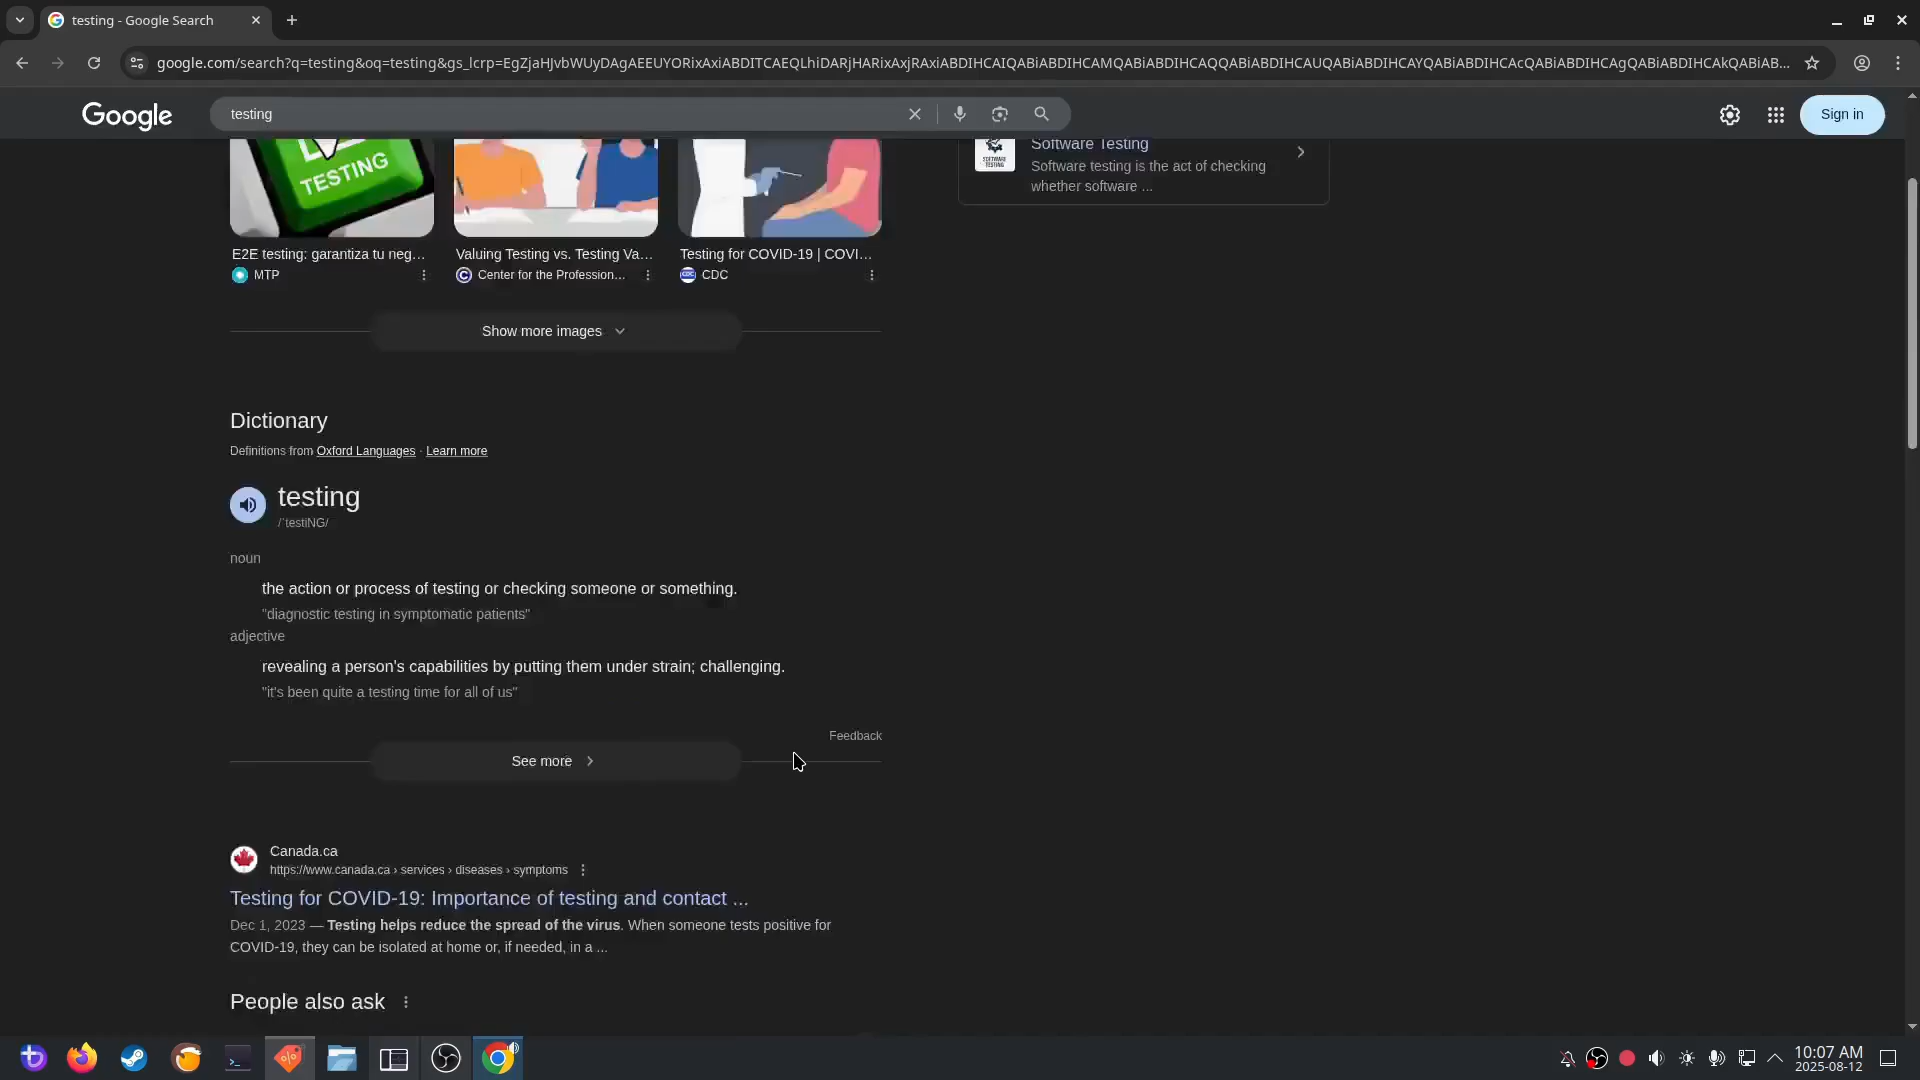 testing - Google Search
google.com/search?q=testing&oq=testing&gs_lcrp=EgZjaHJvbWUyDAgAEEUYORixAxiABDITCAEQLhiDARjHARixAxjRAxiABDIHCAIQABiABDIHCAMQABiABDIHCAQQABiABDIHCAUQABiABDIHCAYQABiABDIHCAcQABiABDIHCAgQABiABDIHCAkQABiAB...
Google
testing
Sign in
TESTING
SOFTWARE TESTING
Software Testing
Software testing is the act of checking
whether software ...
E2E testing: garantiza tu neg...
Valuing Testing vs. Testing Va...
Testing for COVID-19 | COVI...
MTP
Center for the Profession...
CDC
Show more images
Dictionary
Definitions from Oxford Languages · Learn more
testing
/ˈtestiNG/
noun
the action or process of testing or checking someone or something.
"diagnostic testing in symptomatic patients"
adjective
revealing a person's capabilities by putting them under strain; challenging.
"it's been quite a testing time for all of us"
Feedback
See more
Canada.ca
https://www.canada.ca › services › diseases › symptoms
Testing for COVID-19: Importance of testing and contact ...
Dec 1, 2023 — Testing helps reduce the spread of the virus. When someone tests positive for
COVID-19, they can be isolated at home or, if needed, in a ...
People also ask
10:07 AM
2025-08-12